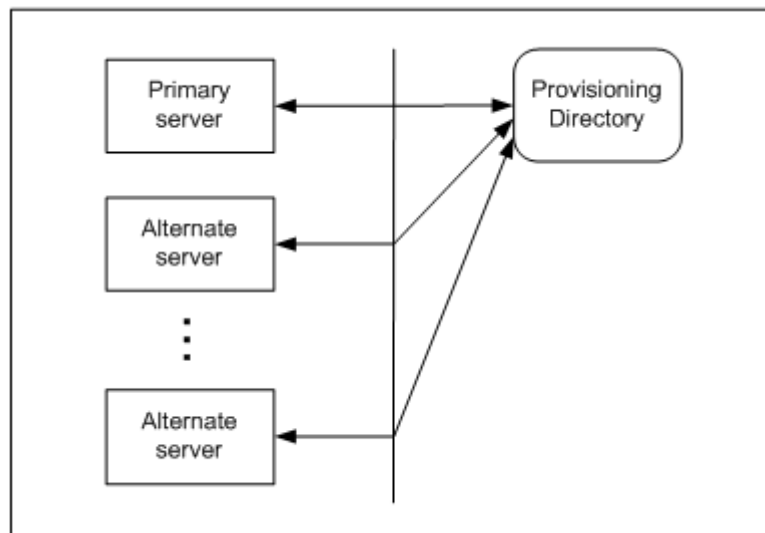 Primary
server
Provisioning
Directory
Alternate
server
Alternate
server